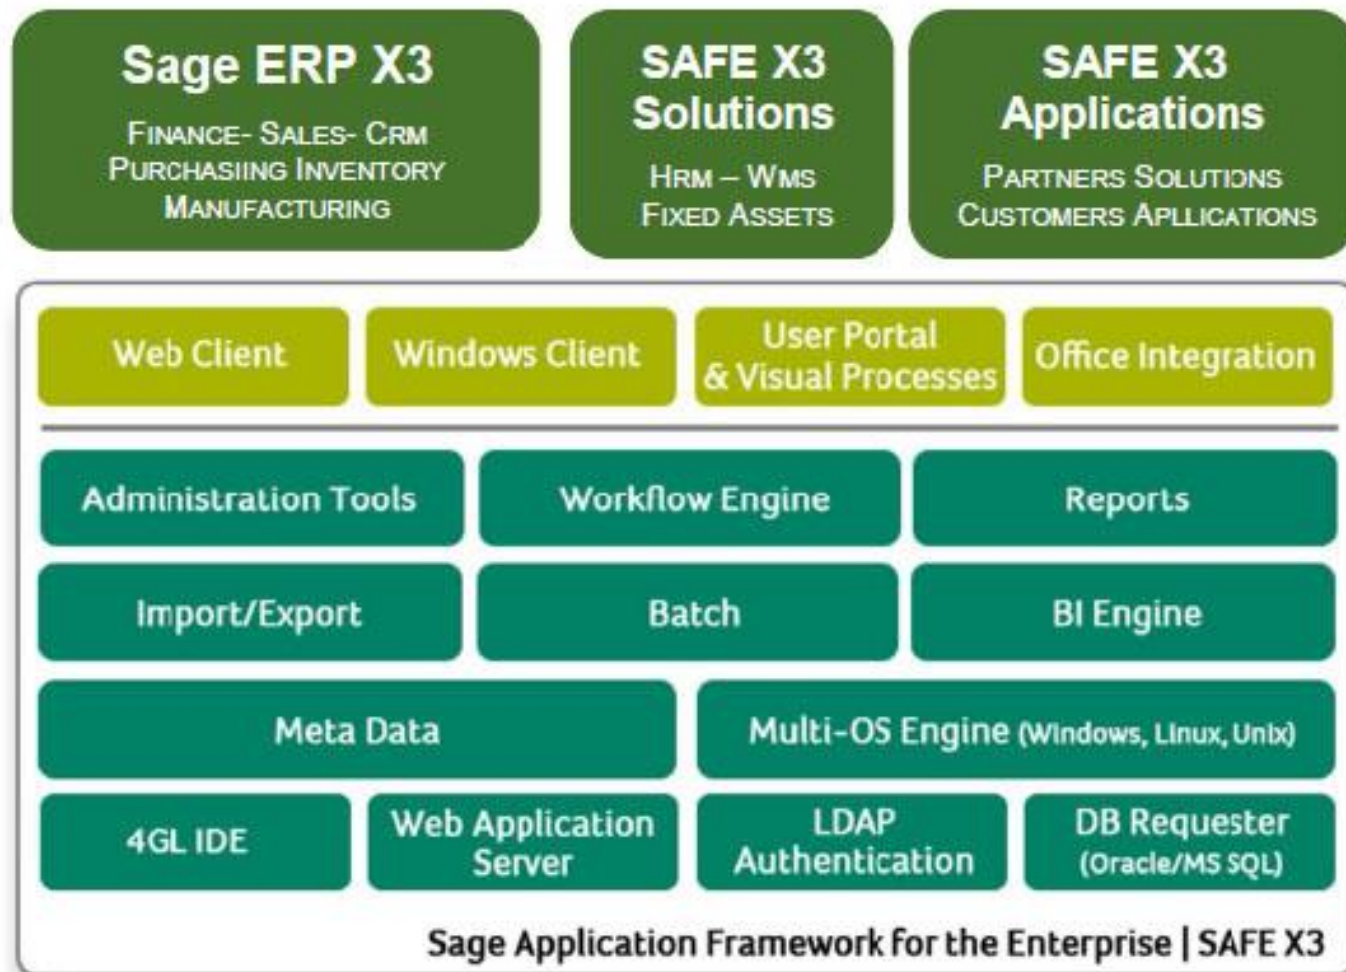 Sage ERP X3
FINANCE- SALES- CRM
PURCHASIING INVENTORY
MANUFACTURING
SAFE X3
Solutions
HRM – WMS
FIXED ASSETS
SAFE X3
Applications
PARTNERS SOLUTIONS
CUSTOMERS APLLICATIONS
Web Client
Windows Client
User Portal
& Visual Processes
Office Integration
Administration Tools
Workflow Engine
Reports
Import/Export
Batch
BI Engine
Meta Data
Multi-OS Engine (Windows, Linux, Unix)
4GL IDE
Web Application
Server
LDAP
Authentication
DB Requester
(Oracle/MS SQL)
Sage Application Framework for the Enterprise | SAFE X3